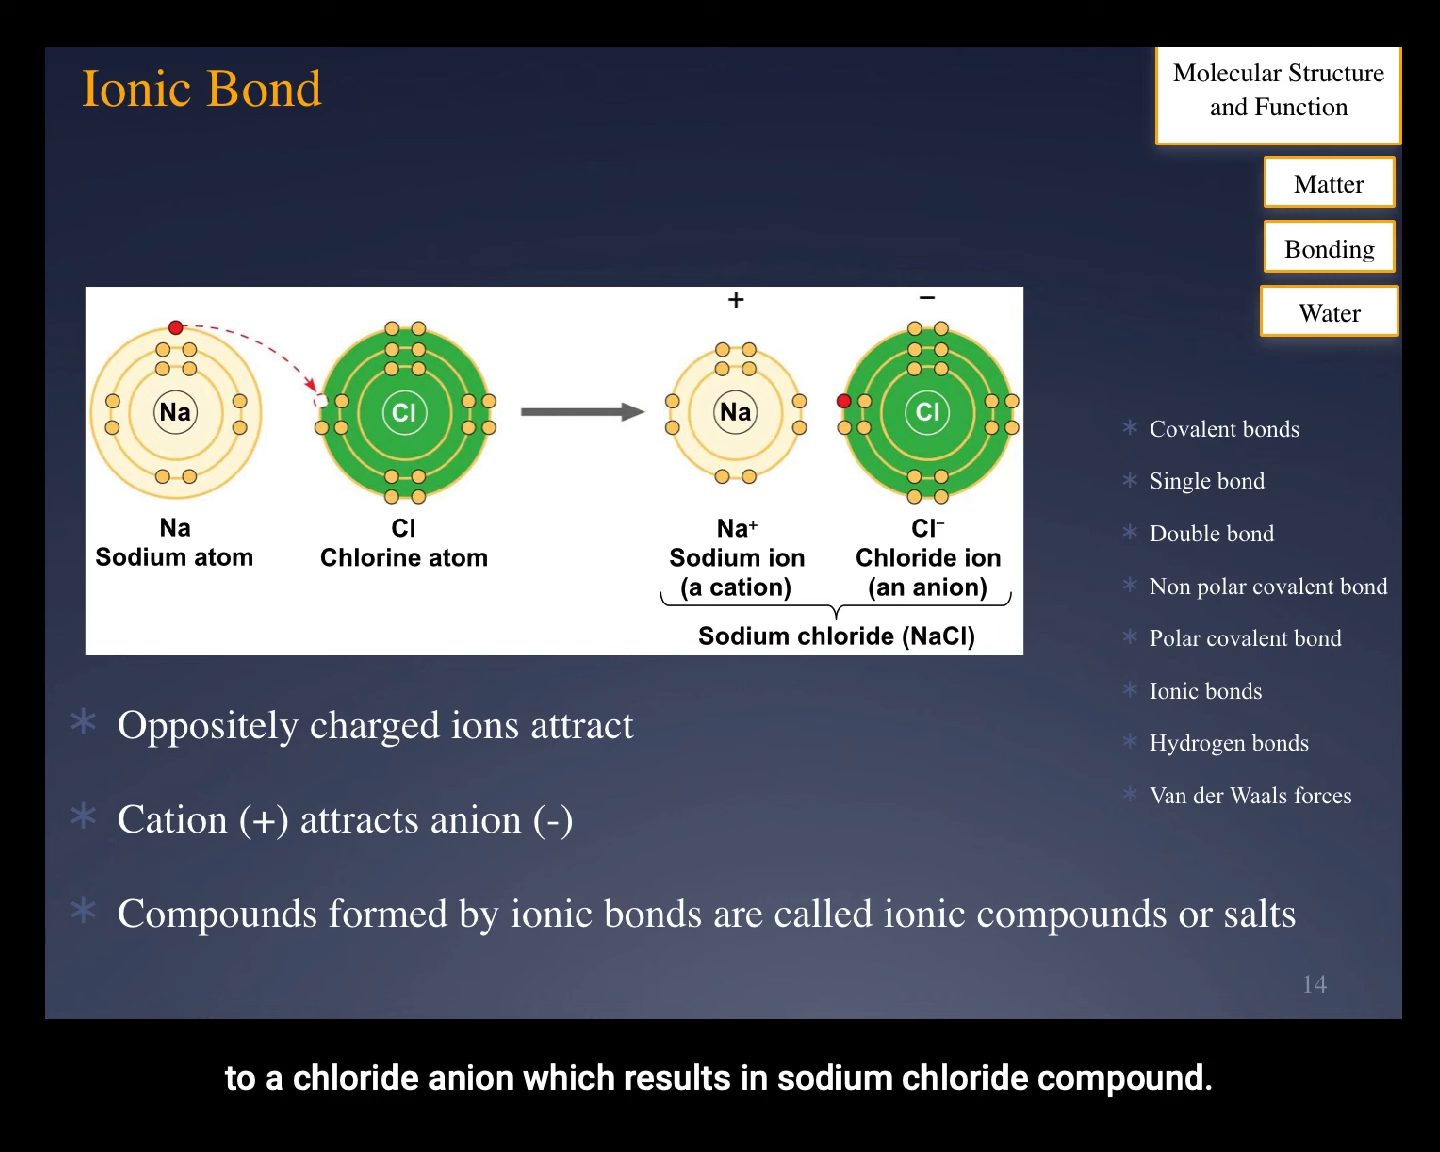 Ionic Bond
Molecular Structure
and Function
Matter
Bonding
Water
+ −
Na Cl Na Cl
Na Cl Na⁺ Cl⁻
Sodium atom Chlorine atom Sodium ion Chloride ion
(a cation) (an anion)
Sodium chloride (NaCl)
* Covalent bonds
* Single bond
* Double bond
* Non polar covalent bond
* Polar covalent bond
* Ionic bonds
* Hydrogen bonds
* Van der Waals forces
* Oppositely charged ions attract
* Cation (+) attracts anion (-)
* Compounds formed by ionic bonds are called ionic compounds or salts
14
to a chloride anion which results in sodium chloride compound.